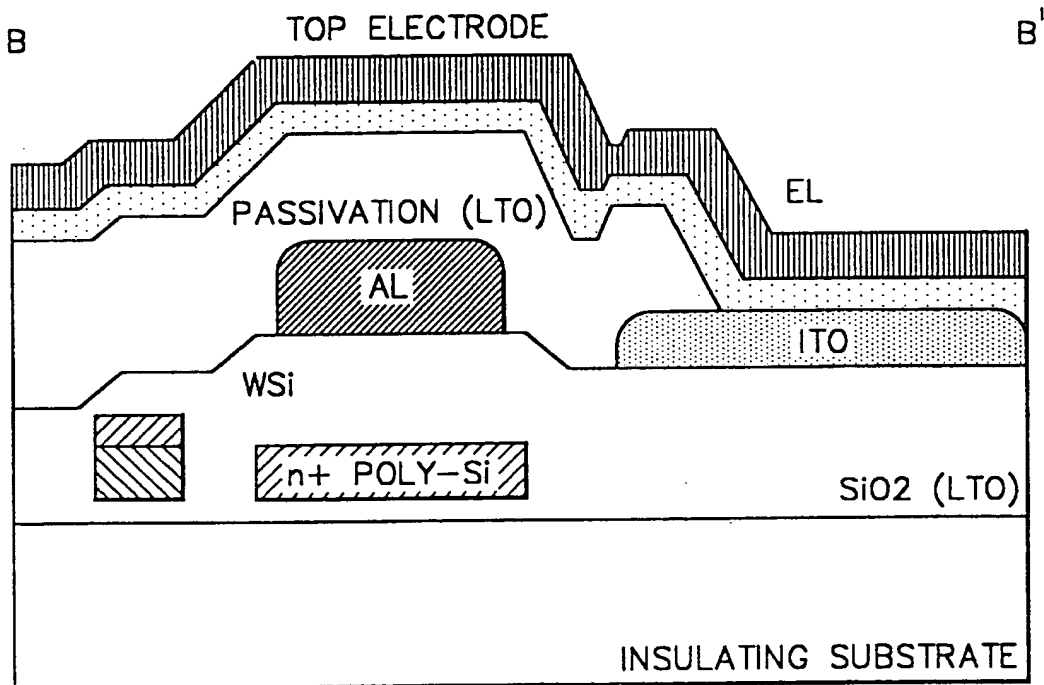 B
TOP ELECTRODE
B'
EL
PASSIVATION (LTO)
AL
ITO
WSi
n+ POLY-Si
SiO2 (LTO)
INSULATING SUBSTRATE